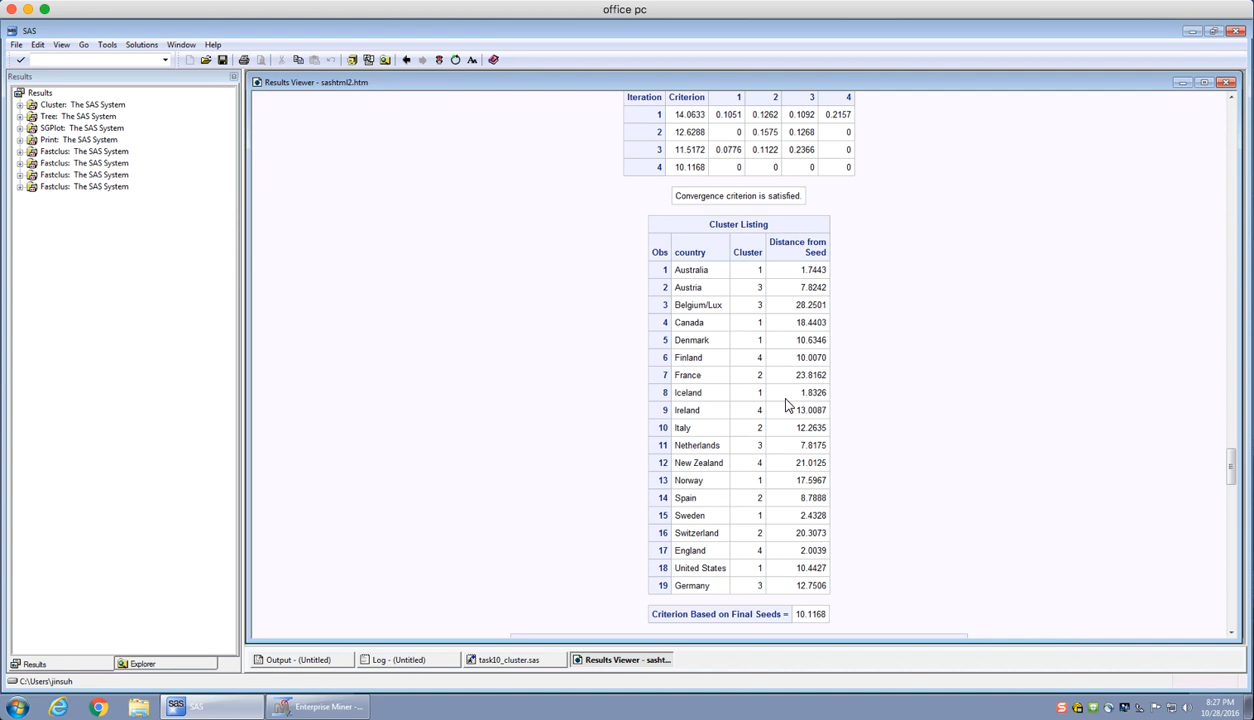 office pc
SAS
File Edit View Go Tools Solutions Window Help
Results
Results Viewer - sashtml2.htm
Results
Cluster: The SAS System
Tree: The SAS System
SGPlot: The SAS System
Print: The SAS System
Fastclus: The SAS System
Fastclus: The SAS System
Fastclus: The SAS System
Fastclus: The SAS System
Iteration Criterion 1 2 3 4
1 14.0633 0.1051 0.1262 0.1092 0.2157
2 12.6288 0 0.1575 0.1268 0
3 11.5172 0.0776 0.1122 0.2366 0
4 10.1168 0 0 0 0
Convergence criterion is satisfied.
Cluster Listing
Obs country Cluster Distance from Seed
1 Australia 1 1.7443
2 Austria 3 7.8242
3 Belgium/Lux 3 28.2501
4 Canada 1 18.4403
5 Denmark 1 10.6346
6 Finland 4 10.0070
7 France 2 23.8162
8 Iceland 1 1.8326
9 Ireland 4 13.0087
10 Italy 2 12.2635
11 Netherlands 3 7.8175
12 New Zealand 4 21.0125
13 Norway 1 17.5967
14 Spain 2 8.7888
15 Sweden 1 2.4328
16 Switzerland 2 20.3073
17 England 4 2.0039
18 United States 1 10.4427
19 Germany 3 12.7506
Criterion Based on Final Seeds = 10.1168
Results Explorer
Output - (Untitled) Log - (Untitled) task10_cluster.sas Results Viewer - sasht...
C:\Users\jinsuh
SAS Enterprise Miner -...
8:27 PM
10/28/2016